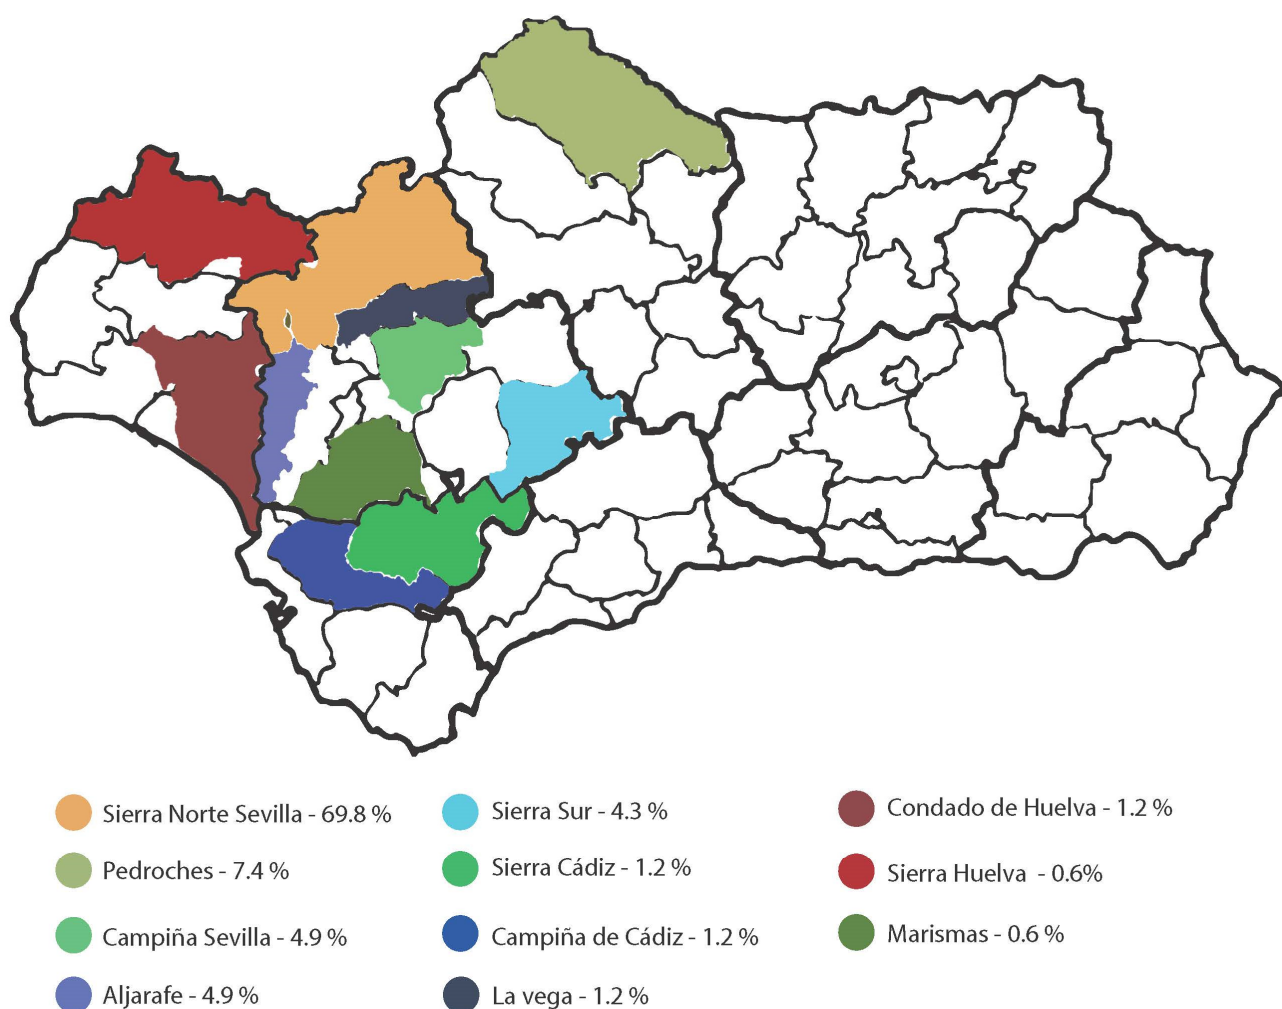 Sierra Norte Sevilla - 69.8 %
Pedroches - 7.4 %
Campiña Sevilla - 4.9 %
Aljarafe - 4.9 %
Sierra Sur - 4.3 %
Sierra Cádiz - 1.2 %
Campiña de Cádiz - 1.2 %
La vega - 1.2 %
Condado de Huelva - 1.2 %
Sierra Huelva - 0.6%
Marismas - 0.6 %